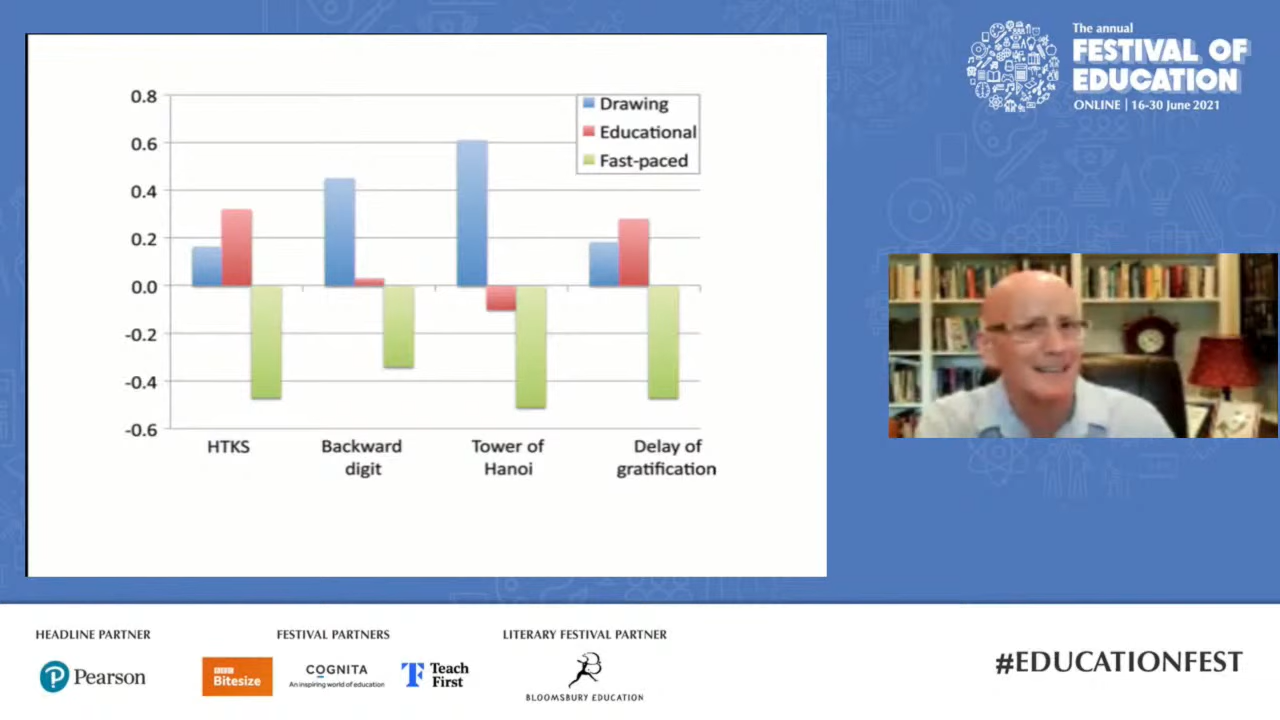 The annual
FESTIVAL OF
EDUCATION
ONLINE | 16-30 June 2021
0.8
0.6
0.4
0.2
0.0
-0.2
-0.4
-0.6
Drawing
Educational
Fast-paced
HTKS
Backward
digit
Tower of
Hanoi
Delay of
gratification
HEADLINE PARTNER
FESTIVAL PARTNERS
LITERARY FESTIVAL PARTNER
Pearson
BBC
Bitesize
COGNITA
An inspiring world of education
Teach
First
BLOOMSBURY EDUCATION
#EDUCATIONFEST